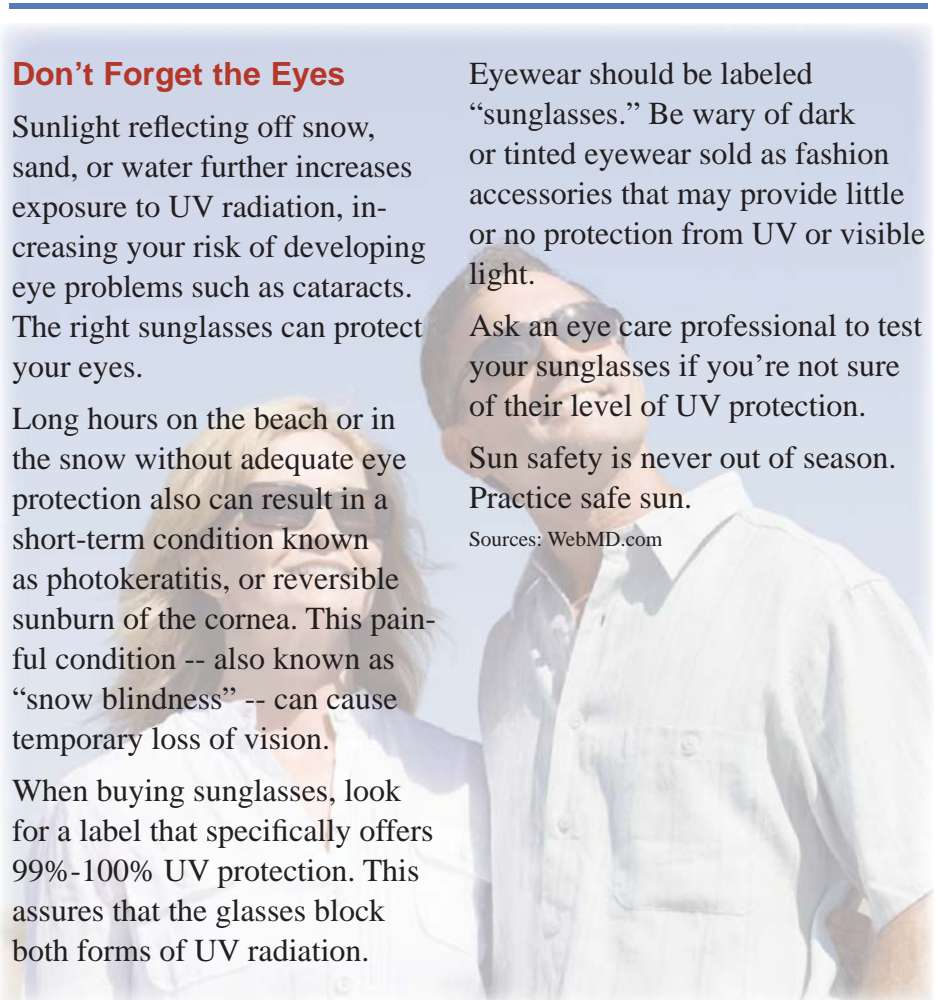 Don't Forget the Eyes
Sunlight reflecting off snow,
sand, or water further increases
exposure to UV radiation, in-
creasing your risk of developing
eye problems such as cataracts.
The right sunglasses can protect
your eyes.
Long hours on the beach or in
the snow without adequate eye
protection also can result in a
short-term condition known
as photokeratitis, or reversible
sunburn of the cornea. This pain-
ful condition -- also known as
“snow blindness” -- can cause
temporary loss of vision.
When buying sunglasses, look
for a label that specifically offers
99%-100% UV protection. This
assures that the glasses block
both forms of UV radiation.
Eyewear should be labeled
“sunglasses.” Be wary of dark
or tinted eyewear sold as fashion
accessories that may provide little
or no protection from UV or visible
light.
Ask an eye care professional to test
your sunglasses if you’re not sure
of their level of UV protection.
Sun safety is never out of season.
Practice safe sun.
Sources: WebMD.com